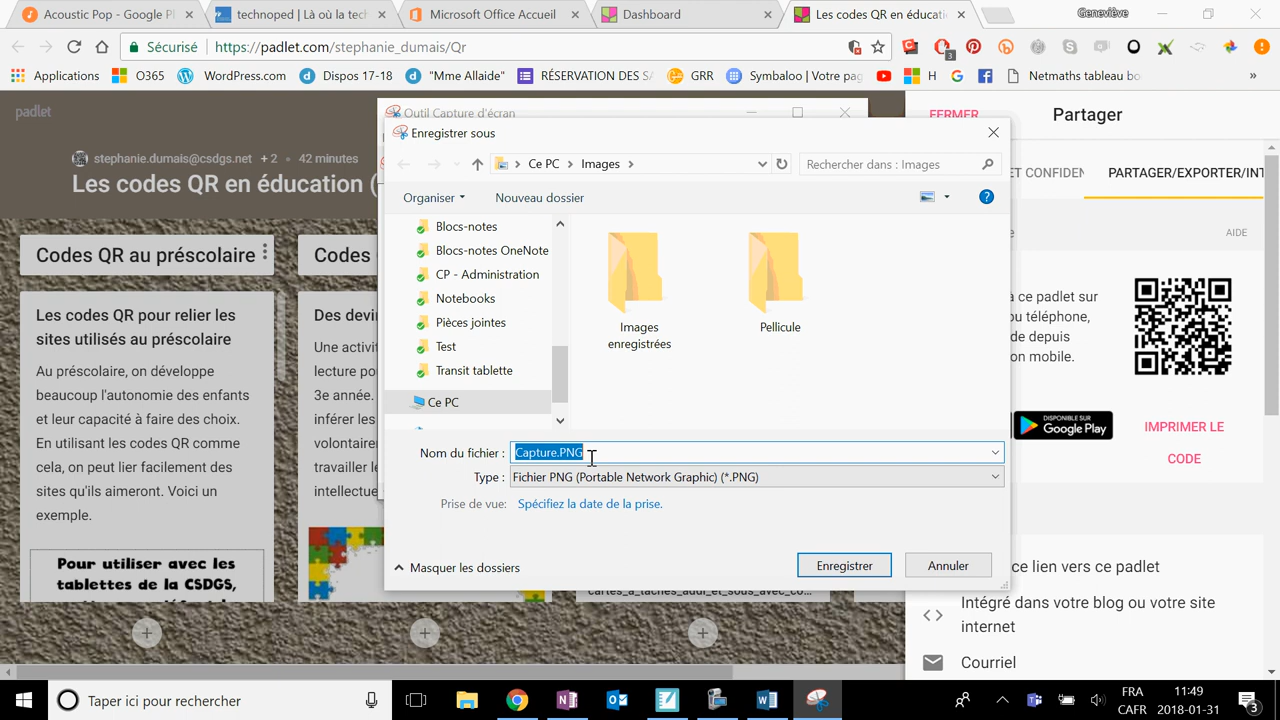 Acoustic Pop - Google P
technoped | Là où la tech
Microsoft Office Accueil
Dashboard
Les codes QR en éducati
Geneviève
Sécurisé
https://padlet.com/stephanie_dumais/Qr
3
Applications
O365
WordPress.com
Dispos 17-18
"Mme Allaide"
RESERVATION DES SA
GRR
Symbaloo | Votre pag
H
Netmaths tableau bo
»
padlet
stephanie.dumais@csdgs.net + 2 • 42 minutes
Les codes QR en éducation (
Codes QR au préscolaire
Codes
Les codes QR pour relier les
sites utilisés au préscolaire
Au préscolaire, on développe
beaucoup l'autonomie des enfants
et leur capacité à faire des choix.
En utilisant les codes QR comme
cela, on peut lier facilement des
sites qu'ils aimeront. Voici un
exemple.
Pour utiliser avec les
tablettes de la CSDGS,
Des devi
Une activit
lecture po
3e année.
inférer les
volontaire
travailler le
intellectue
Outil Capture d'écran
Enregistrer sous
Ce PC
Images
Rechercher dans : Images
Organiser
Nouveau dossier
Blocs-notes
Blocs-notes OneNote
CP - Administration
Notebooks
Pièces jointes
Test
Transit tablette
Ce PC
Images
enregistrées
Pellicule
Nom du fichier :
Capture.PNG
Type :
Fichier PNG (Portable Network Graphic) (*.PNG)
Prise de vue:
Spécifiez la date de la prise.
Masquer les dossiers
Enregistrer
Annuler
cartes_a_taches_addi_et_sous_avec_co...
FERMER
Partager
ET CONFIDEN
PARTAGER/EXPORTER/INT
AIDE
à ce padlet sur
ou téléphone,
de depuis
on mobile.
DISPONIBLE SUR
Google Play
IMPRIMER LE
CODE
ce lien vers ce padlet
Intégré dans votre blog ou votre site
internet
Courriel
Taper ici pour rechercher
FRA
CAFR
11:49
2018-01-31
3